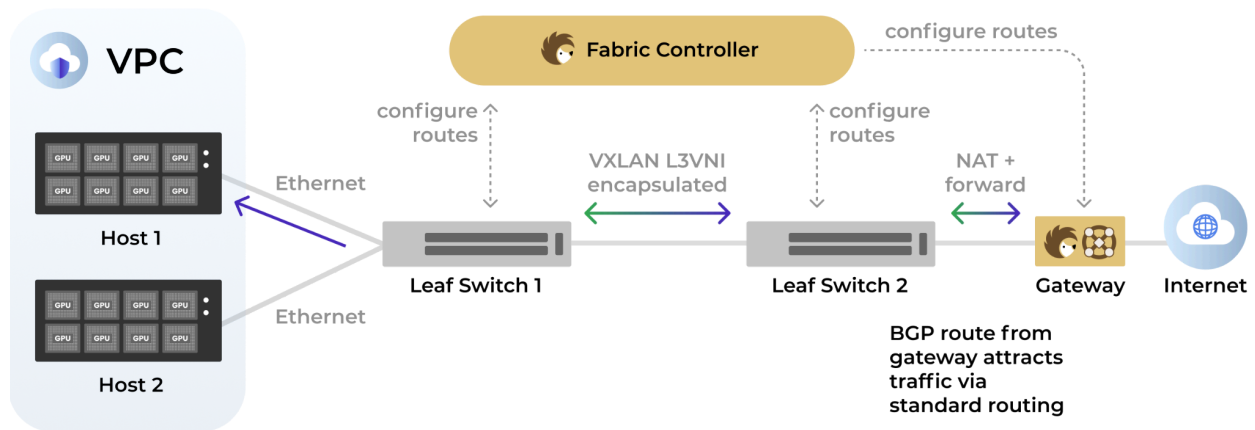 VPC
GPU GPU GPU GPU
GPU GPU GPU GPU
Host 1
GPU GPU GPU GPU
GPU GPU GPU GPU
Host 2
Ethernet
Ethernet
Fabric Controller
configure
routes
configure
routes
configure routes
VXLAN L3VNI
encapsulated
NAT +
forward
Leaf Switch 1
Leaf Switch 2
Gateway
Internet
BGP route from
gateway attracts
traffic via
standard routing